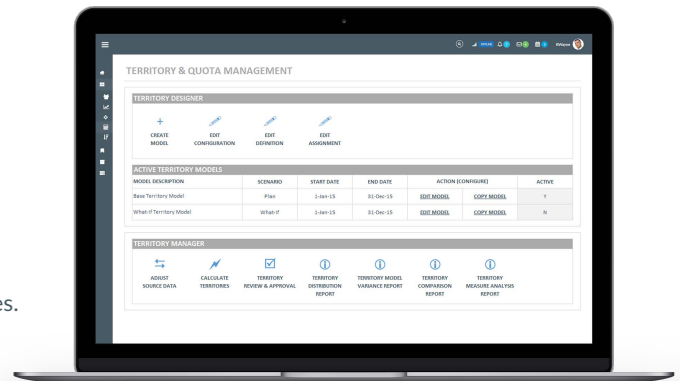 BWayne
TERRITORY & QUOTA MANAGEMENT
TERRITORY DESIGNER
CREATE MODEL
EDIT CONFIGURATION
EDIT DEFINITION
EDIT ASSIGNMENT
ACTIVE TERRITORY MODELS
MODEL DESCRIPTION SCENARIO START DATE END DATE ACTION (CONFIGURE) ACTIVE
Base Territory Model Plan 1-Jan-15 31-Dec-15 EDIT MODEL COPY MODEL Y
What-If Territory Model What-If 1-Jan-15 31-Dec-15 EDIT MODEL COPY MODEL N
TERRITORY MANAGER
ADJUST SOURCE DATA
CALCULATE TERRITORIES
TERRITORY REVIEW & APPROVAL
TERRITORY DISTRIBUTION REPORT
TERRITORY MODEL VARIANCE REPORT
TERRITORY COMPARISON REPORT
TERRITORY MEASURE ANALYSIS REPORT
es.